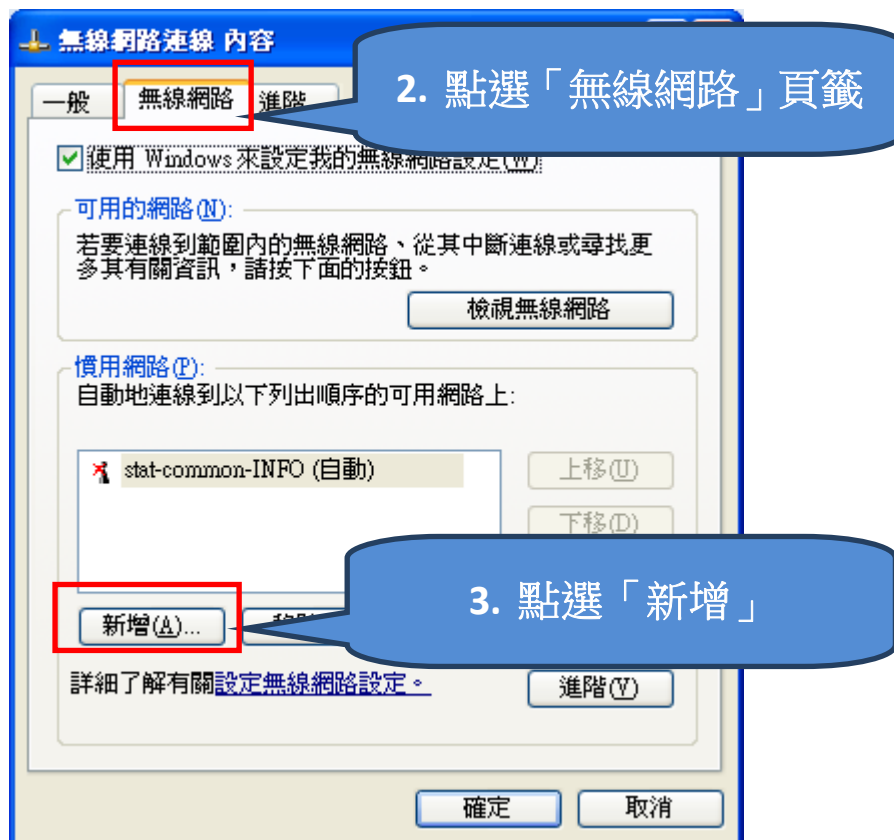 無線網路連線 內容
2. 點選「無線網路」頁籤
一般 無線網路 進階
使用 Windows 來設定我的無線網路設定(W)
可用的網路(N):
若要連線到範圍內的無線網路、從其中斷連線或尋找更
多其有關資訊，請按下面的按鈕。
檢視無線網路
慣用網路(P):
自動地連線到以下列出順序的可用網路上:
stat-common-INFO (自動)
上移(U)
下移(D)
3. 點選「新增」
新增(A)...
詳細了解有關設定無線網路設定。
進階(V)
確定 取消